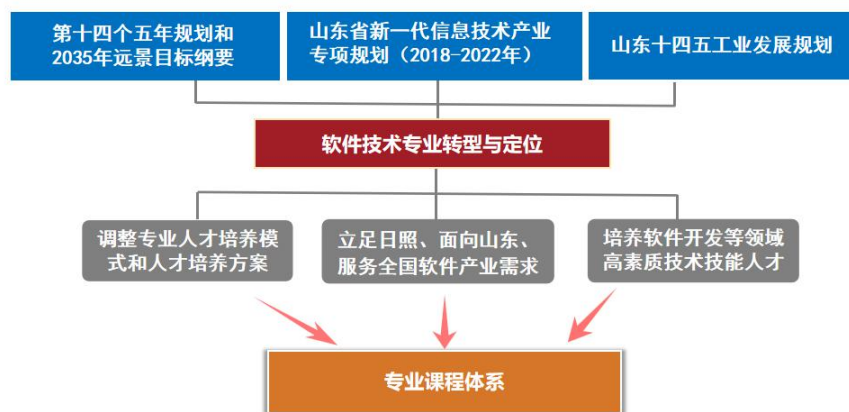 第十四个五年规划和
2035年远景目标纲要
山东省新一代信息技术产业
专项规划（2018-2022年）
山东十四五工业发展规划
软件技术专业转型与定位
调整专业人才培养模
式和人才培养方案
立足日照、面向山东、
服务全国软件产业需求
培养软件开发等领域
高素质技术技能人才
专业课程体系